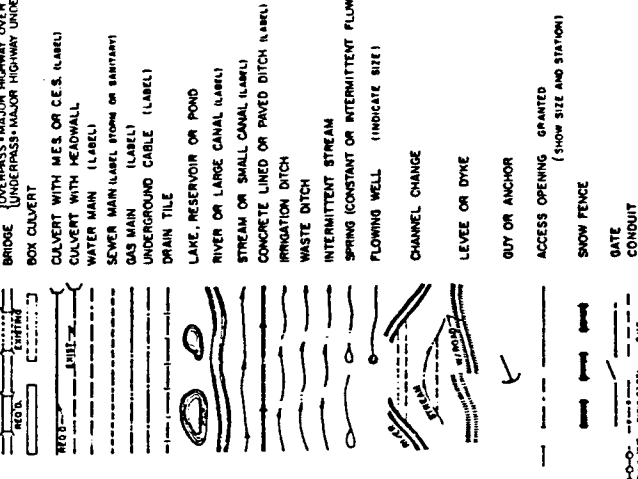 BRIDGE { OVERPASS = MAJOR HIGHWAY OVER
UNDERPASS = MAJOR HIGHWAY UNDE
REQ'D. EXISTING
BOX CULVERT
CULVERT WITH M.E.S. OR C.E.S. (LABEL)
REQ'D. EXIST.
CULVERT WITH HEADWALL
WATER MAIN (LABEL)
SEWER MAIN (LABEL STORM OR SANITARY)
GAS MAIN (LABEL)
UNDERGROUND CABLE (LABEL)
DRAIN TILE
LAKE, RESERVOIR OR POND
RIVER OR LARGE CANAL (LABEL)
STREAM OR SMALL CANAL (LABEL)
CONCRETE LINED OR PAVED DITCH (LABEL)
IRRIGATION DITCH
WASTE DITCH
INTERMITTENT STREAM
SPRING (CONSTANT OR INTERMITTENT FLOW
FLOWING WELL (INDICATE SIZE)
CHANNEL CHANGE
RIVER STREAM
LEVEE OR DYKE
W/ROAD
GUY OR ANCHOR
ACCESS OPENING GRANTED
(SHOW SIZE AND STATION)
SNOW FENCE
GATE
CONDUIT